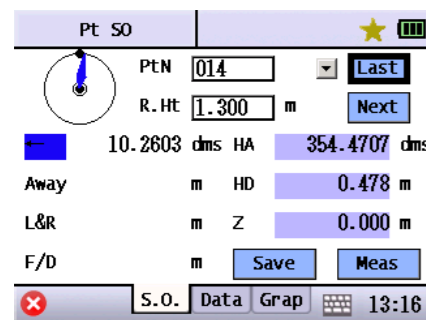 Pt SO
PtN 014 Last
R.Ht 1.300 m Next
10.2603 dms HA 354.4707 dms
Away m HD 0.478 m
L&R m Z 0.000 m
F/D m Save Meas
S.O. Data Grap 13:16